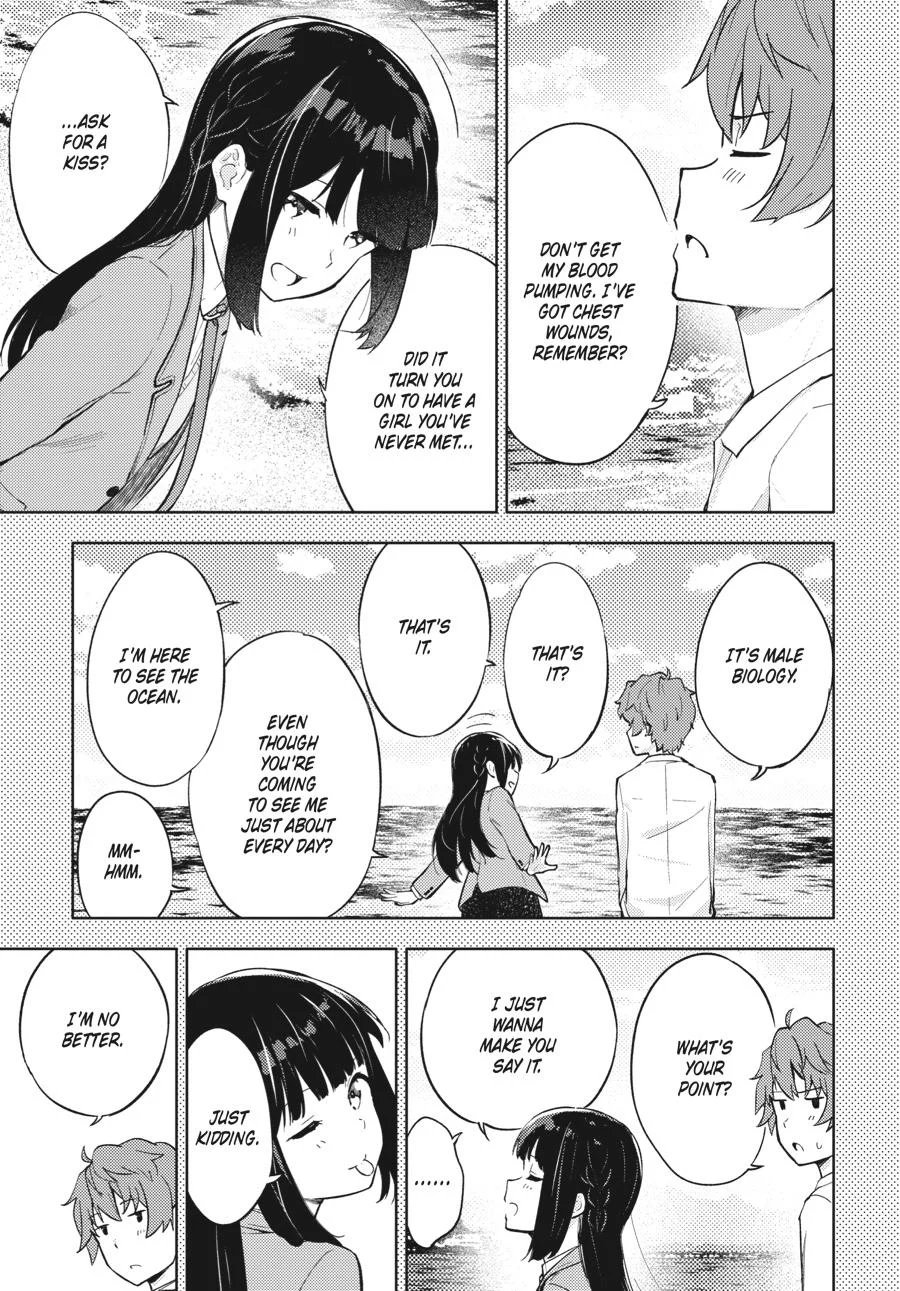 DON'T GET
MY BLOOD
PUMPING. I'VE
GOT CHEST
WOUNDS,
REMEMBER?
DID IT
TURN YOU
ON TO HAVE A
GIRL YOU'VE
NEVER MET...
...ASK
FOR A
KISS?
IT'S MALE
BIOLOGY.
THAT'S
IT?
THAT'S
IT.
EVEN
THOUGH
YOU'RE
COMING
TO SEE ME
JUST ABOUT
EVERY DAY?
I'M HERE
TO SEE THE
OCEAN.
MM-
HMM.
WHAT'S
YOUR
POINT?
I JUST
WANNA
MAKE YOU
SAY IT.
......
JUST
KIDDING.
I'M NO
BETTER.